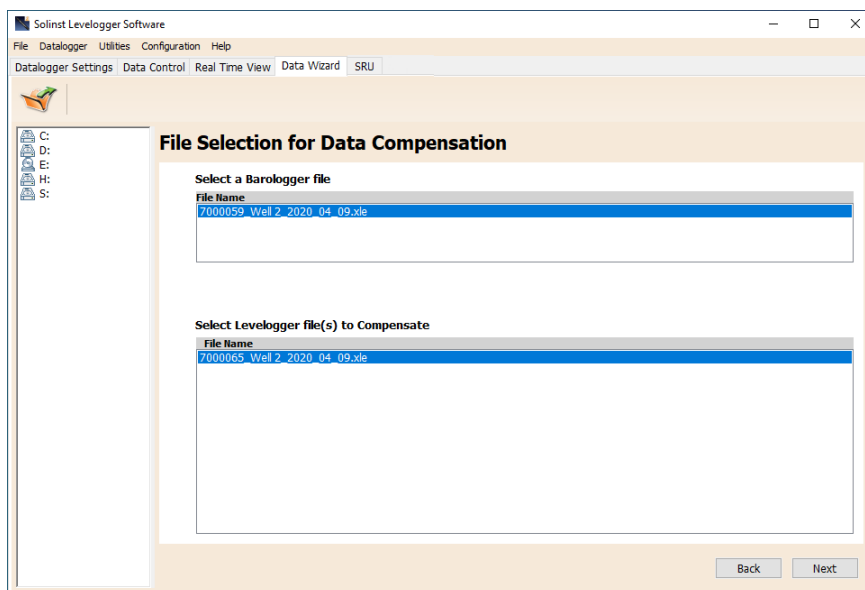 Solinst Levelogger Software
File Datalogger Utilities Configuration Help
Datalogger Settings Data Control Real Time View Data Wizard SRU
C:
D:
E:
H:
S:
File Selection for Data Compensation
Select a Barologger file
File Name
7000059_Well 2_2020_04_09.xle
Select Levelogger file(s) to Compensate
File Name
7000065_Well 2_2020_04_09.xle
Back Next